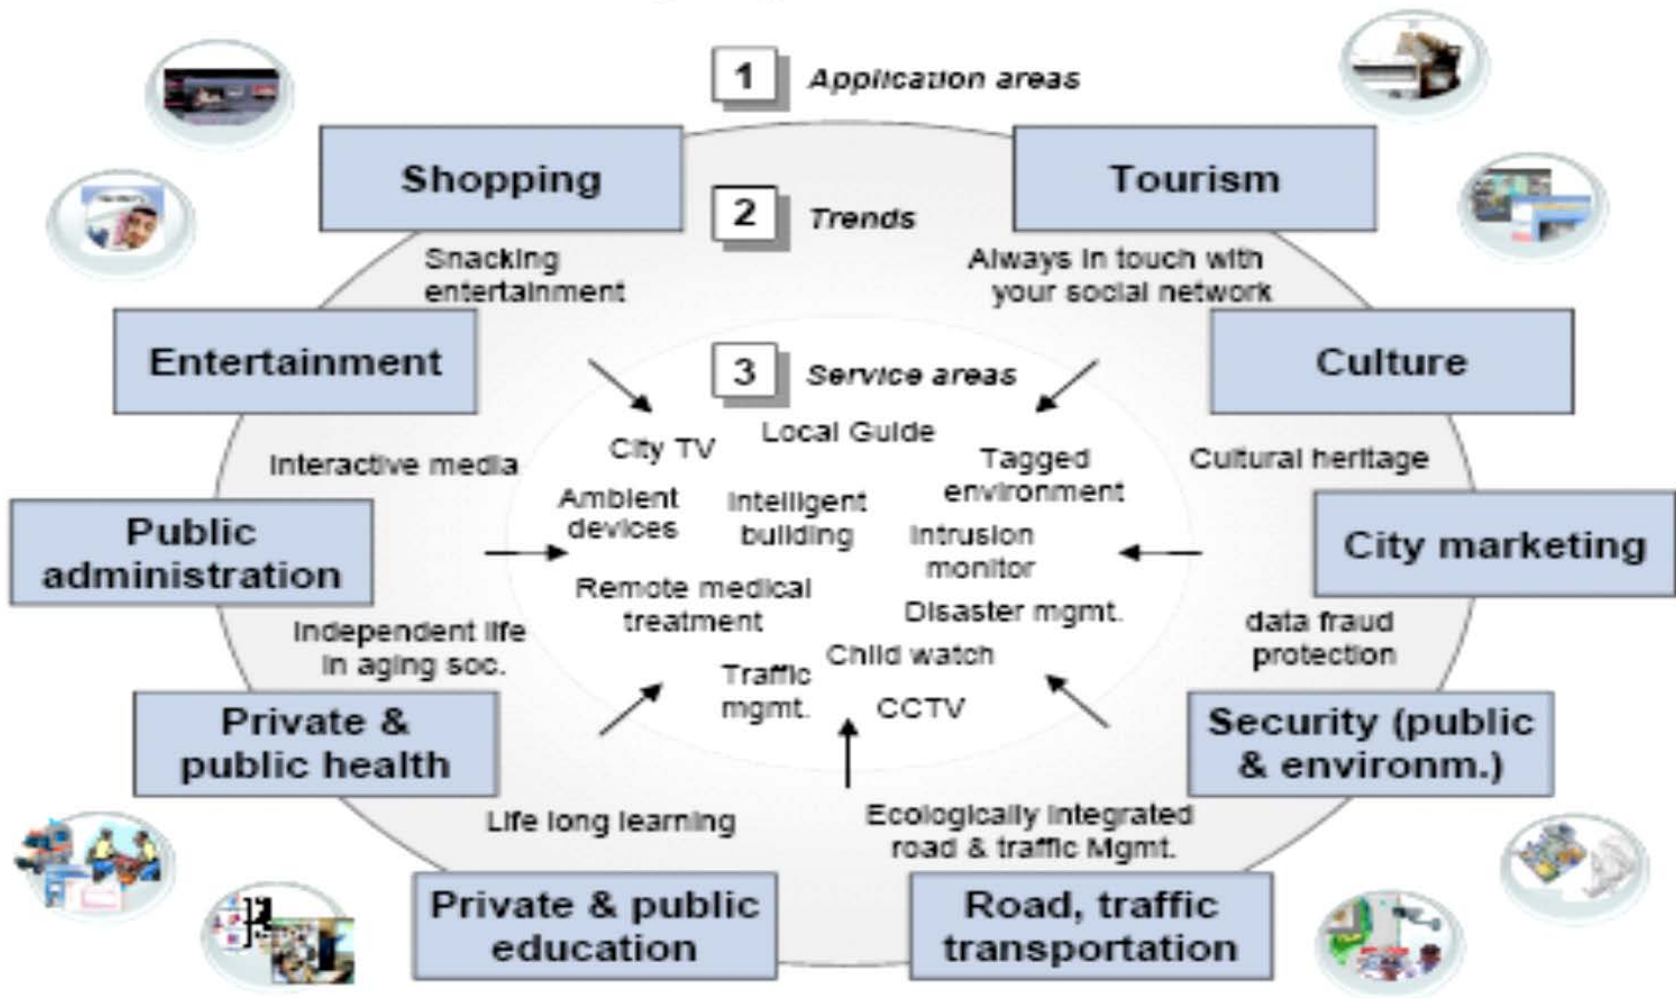 1 Application areas
Shopping
Tourism
2 Trends
Snacking
entertainment
Always in touch with
your social network
Entertainment
Culture
3 Service areas
City TV
Local Guide
Tagged
environment
Interactive media
Cultural heritage
Ambient
devices
Intelligent
building
Intrusion
monitor
Public
administration
City marketing
Remote medical
treatment
Disaster mgmt.
Independent life
in aging soc.
data fraud
protection
Child watch
Traffic
mgmt.
CCTV
Private &
public health
Security (public
& environm.)
Life long learning
Ecologically integrated
road & traffic Mgmt.
Private & public
education
Road, traffic
transportation